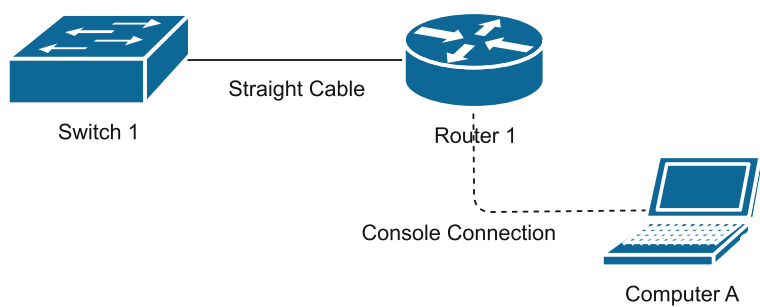 Straight Cable
Switch 1
Router 1
Console Connection
Computer A